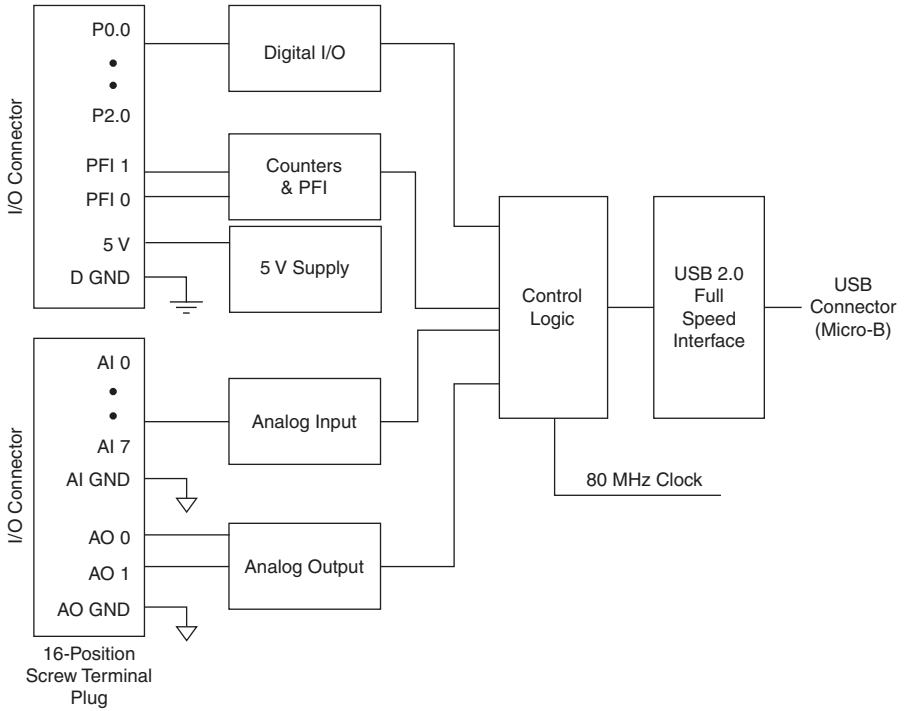 I/O Connector
P0.0
P2.0
PFI 1
PFI 0
5 V
D GND
Digital I/O
Counters
& PFI
5 V Supply
I/O Connector
AI 0
AI 7
AI GND
AO 0
AO 1
AO GND
16-Position
Screw Terminal
Plug
Analog Input
Analog Output
Control
Logic
80 MHz Clock
USB 2.0
Full
Speed
Interface
USB
Connector
(Micro-B)